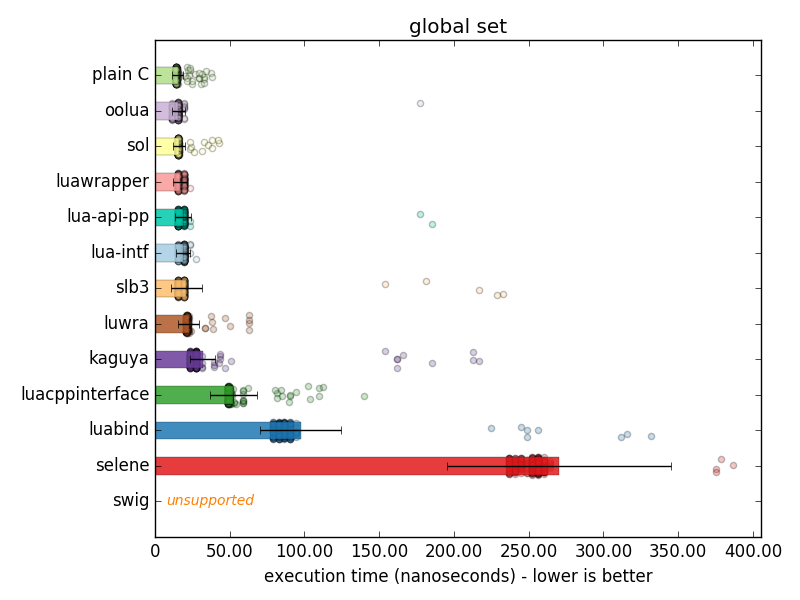 global set
plain C
oolua
sol
luawrapper
lua-api-pp
lua-intf
slb3
luwra
kaguya
luacppinterface
luabind
selene
swig unsupported
0 50.00 100.00 150.00 200.00 250.00 300.00 350.00 400.00
execution time (nanoseconds) - lower is better